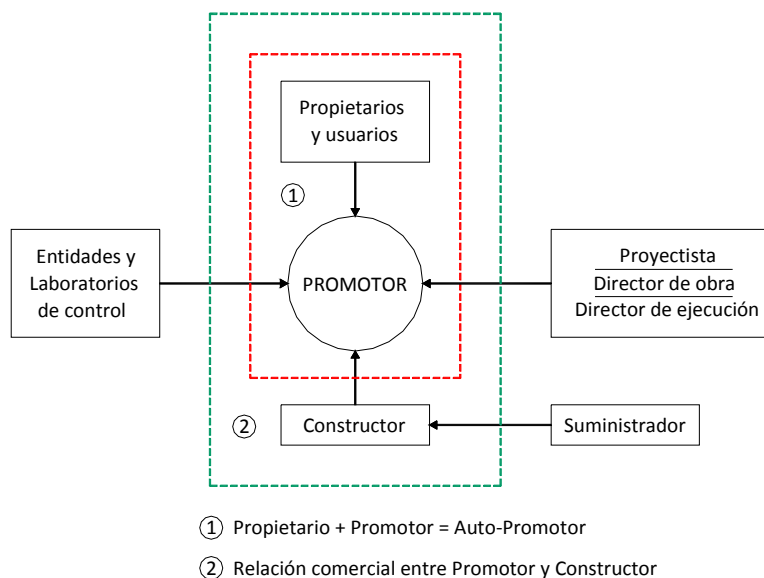 Propietarios
y usuarios
①
Entidades y
Laboratorios
de control
PROMOTOR
Proyectista
Director de obra
Director de ejecución
②
Constructor
Suministrador
① Propietario + Promotor = Auto-Promotor
② Relación comercial entre Promotor y Constructor